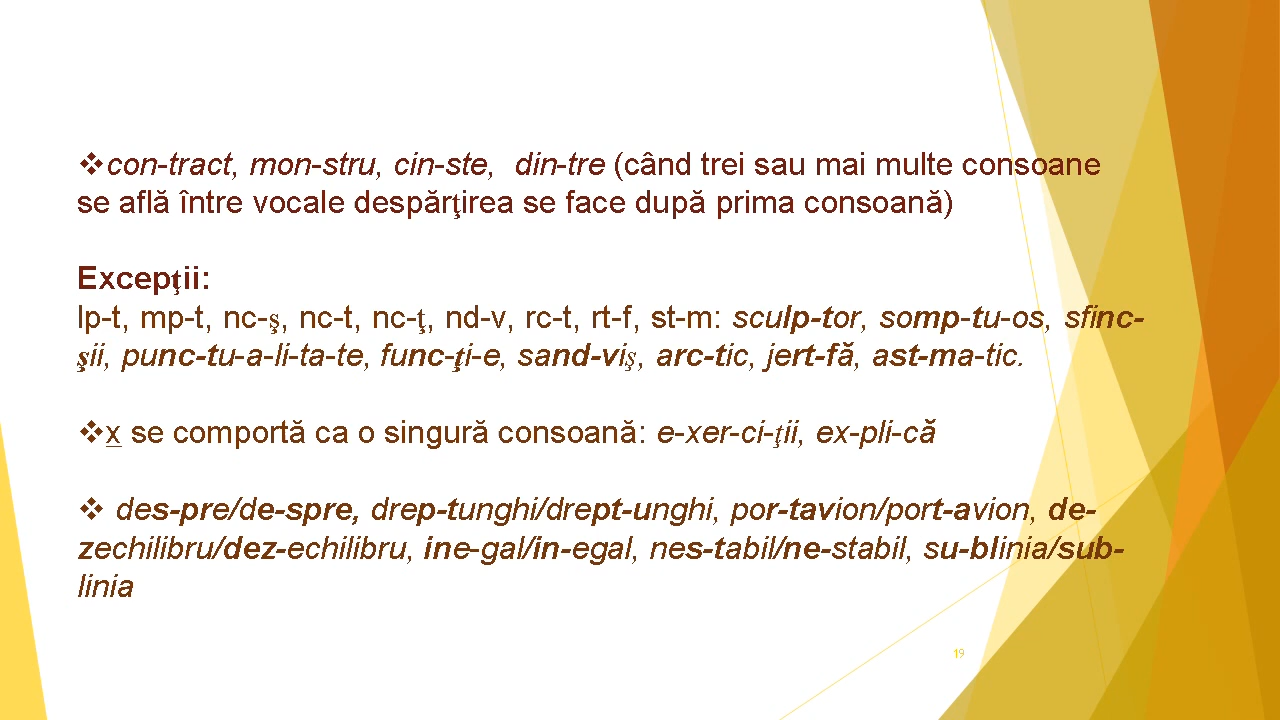 ❖con-tract, mon-stru, cin-ste, din-tre (când trei sau mai multe consoane
se află între vocale despărţirea se face după prima consoană)
Excepţii:
lp-t, mp-t, nc-ş, nc-t, nc-ţ, nd-v, rc-t, rt-f, st-m: sculp-tor, somp-tu-os, sfinc-
şii, punc-tu-a-li-ta-te, func-ţi-e, sand-viş, arc-tic, jert-fă, ast-ma-tic.
❖x se comportă ca o singură consoană: e-xer-ci-ţii, ex-pli-că
❖ des-pre/de-spre, drep-tunghi/drept-unghi, por-tavion/port-avion, de-
zechilibru/dez-echilibru, ine-gal/in-egal, nes-tabil/ne-stabil, su-blinia/sub-
linia
19